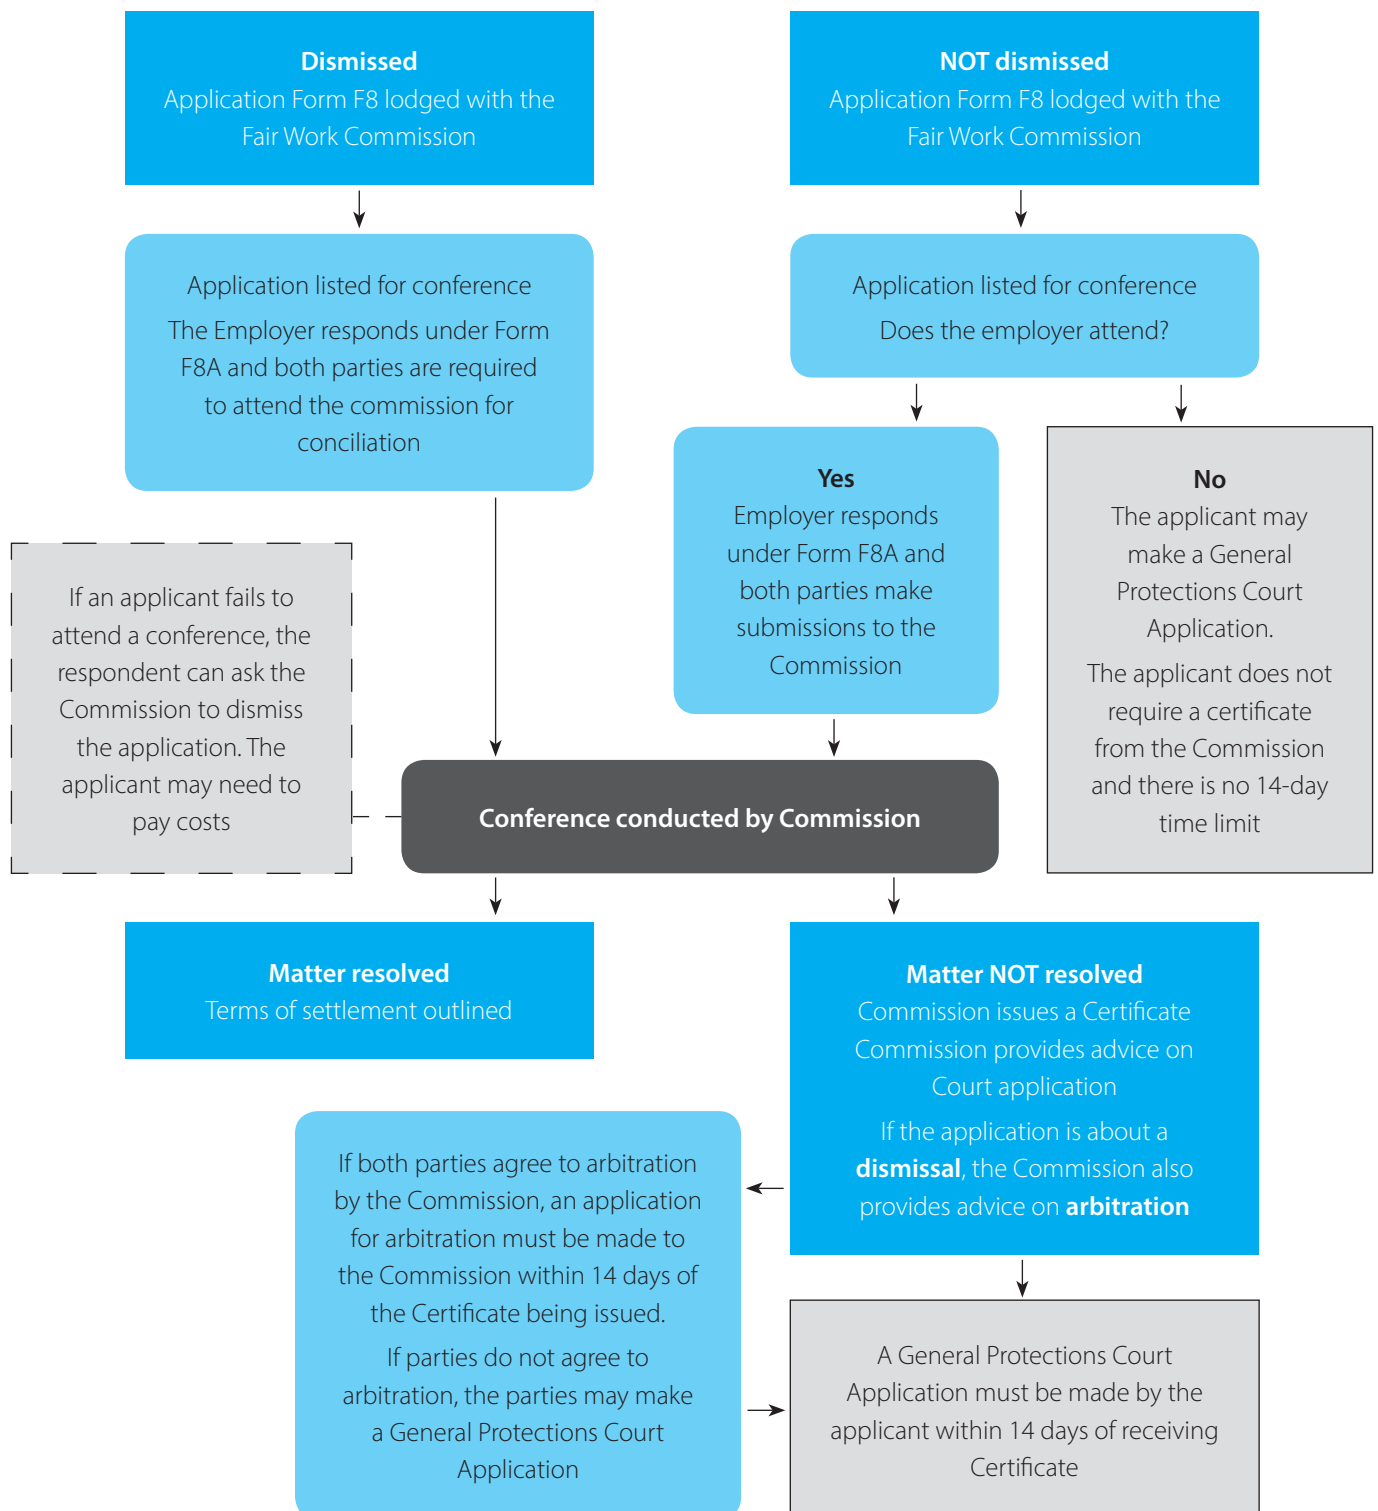 Dismissed
Application Form F8 lodged with the
Fair Work Commission
NOT dismissed
Application Form F8 lodged with the
Fair Work Commission
Application listed for conference
The Employer responds under Form
F8A and both parties are required
to attend the commission for
conciliation
Application listed for conference
Does the employer attend?
Yes
Employer responds
under Form F8A and
both parties make
submissions to the
Commission
No
The applicant may
make a General
Protections Court
Application.
The applicant does not
require a certificate
from the Commission
and there is no 14-day
time limit
If an applicant fails to
attend a conference, the
respondent can ask the
Commission to dismiss
the application. The
applicant may need to
pay costs
Conference conducted by Commission
Matter resolved
Terms of settlement outlined
Matter NOT resolved
Commission issues a Certificate
Commission provides advice on
Court application
If the application is about a
dismissal, the Commission also
provides advice on arbitration
If both parties agree to arbitration
by the Commission, an application
for arbitration must be made to
the Commission within 14 days of
the Certificate being issued.
If parties do not agree to
arbitration, the parties may make
a General Protections Court
Application
A General Protections Court
Application must be made by the
applicant within 14 days of receiving
Certificate